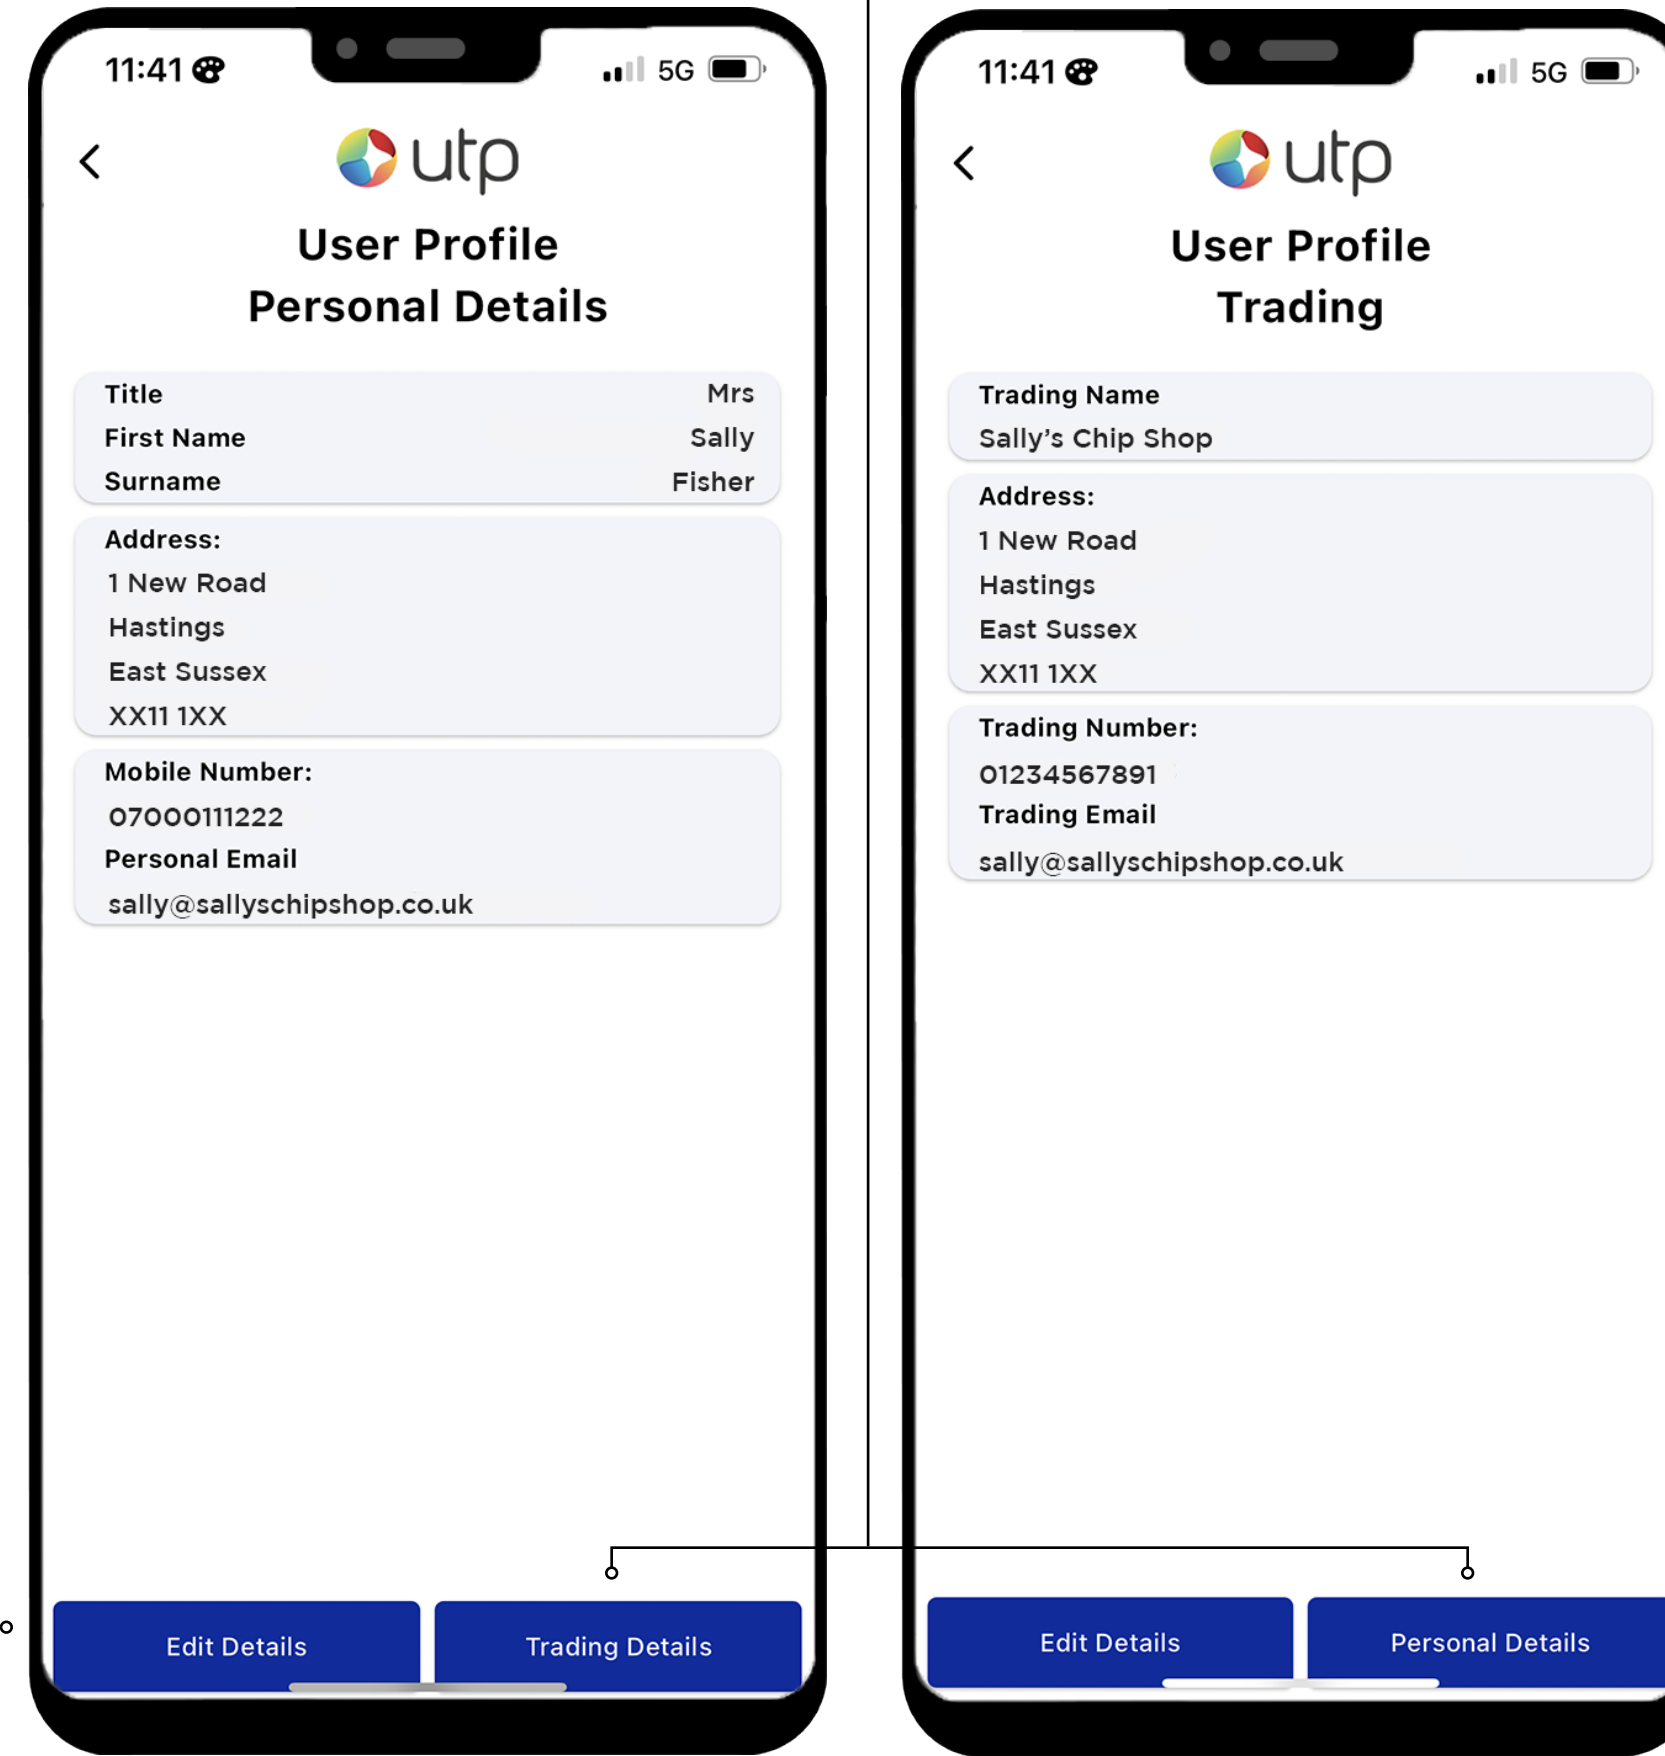 11:41
5G
utp
User Profile
Personal Details
Title Mrs
First Name Sally
Surname Fisher
Address:
1 New Road
Hastings
East Sussex
XX11 1XX
Mobile Number:
07000111222
Personal Email
sally@sallyschipshop.co.uk
Edit Details
Trading Details
11:41
5G
utp
User Profile
Trading
Trading Name
Sally's Chip Shop
Address:
1 New Road
Hastings
East Sussex
XX11 1XX
Trading Number:
01234567891
Trading Email
sally@sallyschipshop.co.uk
Edit Details
Personal Details